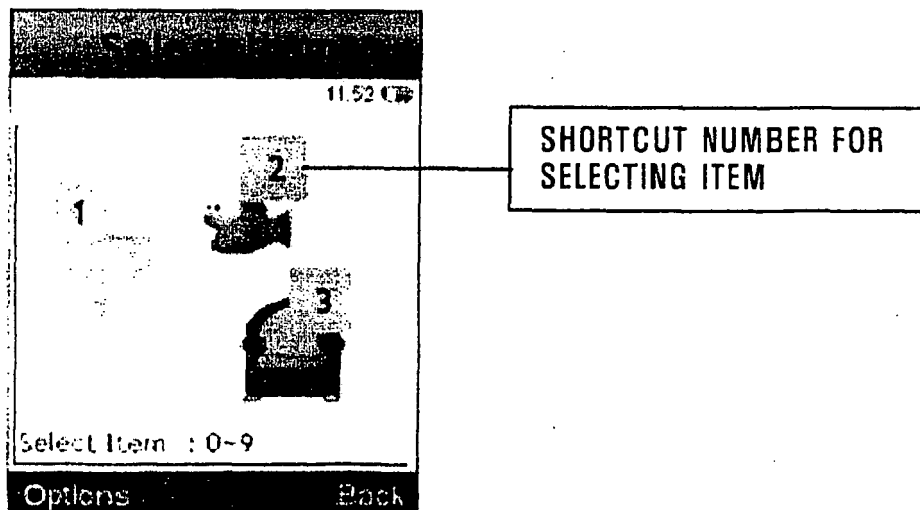 11:52
2
SHORTCUT NUMBER FOR
SELECTING ITEM
1
3
Select Item : 0~9
Options Back